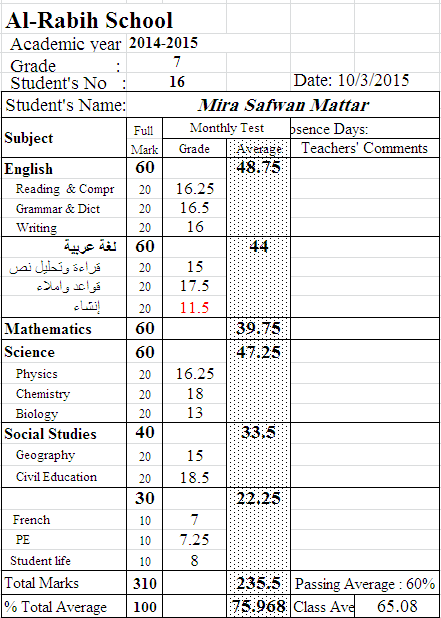 Al-Rabih School
Academic year 2014-2015
Grade : 7
Student's No : 16 Date: 10/3/2015
Student's Name: Mira Safwan Mattar
Subject Full Mark Monthly Test osence Days:
Grade Average Teachers' Comments
English 60 48.75
Reading & Compr 20 16.25
Grammar & Dict 20 16.5
Writing 20 16
لغة عربية 60 44
قراءة وتحليل نص 20 15
قواعد واملاء 20 17.5
إنشاء 20 11.5
Mathematics 60 39.75
Science 60 47.25
Physics 20 16.25
Chemistry 20 18
Biology 20 13
Social Studies 40 33.5
Geography 20 15
Civil Education 20 18.5
30 22.25
French 10 7
PE 10 7.25
Student life 10 8
Total Marks 310 235.5 Passing Average : 60%
% Total Average 100 75.968 Class Ave 65.08